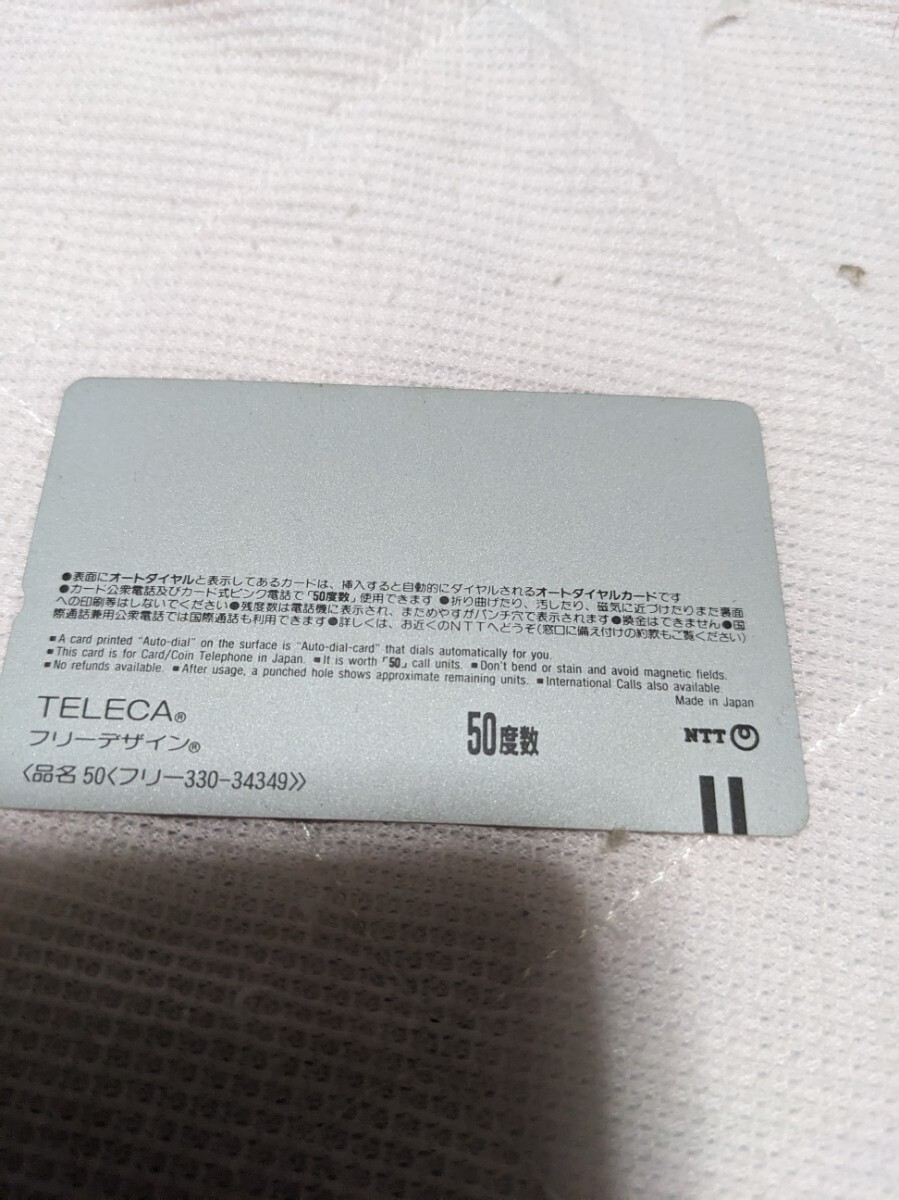 ●表面にオートダイヤルと表示してあるカードは、挿入すると自動的にダイヤルされるオートダイヤルカードです
●カード公衆電話及びカード式ピンク電話で「50度数」使用できます ●折り曲げたり、汚したり、磁気に近づけたりまた裏面
への印刷等はしないでください●残度数は電話機に表示され、まためやすがパンチ穴で表示されます●換金はできません●国
際通話兼用公衆電話では国際通話も利用できます●詳しくは、お近くのNTTへどうぞ(窓口に備え付けの約款もご覧ください)
■A card printed "Auto-dial" on the surface is "Auto-dial-card" that dials automatically for you.
■This card is for Card/Coin Telephone in Japan. ■It is worth「50」call units. ■Don't bend or stain and avoid magnetic fields.
■No refunds available. ■After usage, a punched hole shows approximate remaining units. ■International Calls also available.
Made in Japan
TELECA®
フリーデザイン®
50度数
NTT
〈品名 50〈フリー330-34349〉〉